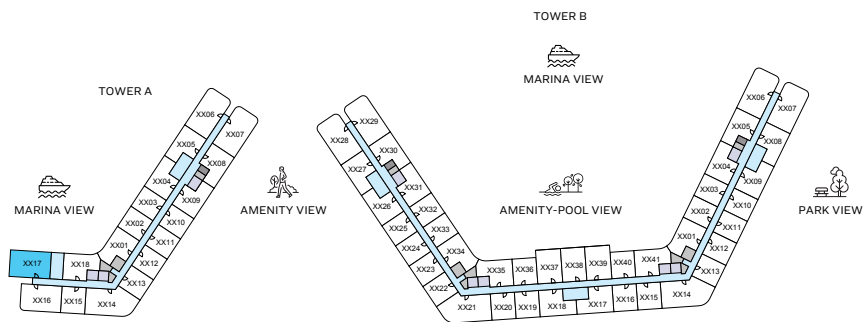 TOWER B
MARINA VIEW
TOWER A
MARINA VIEW
AMENITY VIEW
AMENITY-POOL VIEW
PARK VIEW
XX06
XX07
XX05
XX08
XX04
XX09
XX03
XX10
XX02
XX11
XX01
XX12
XX17
XX18
XX13
XX16
XX15
XX14
XX29
XX28
XX30
XX27
XX31
XX26
XX32
XX25
XX33
XX24
XX34
XX23
XX22
XX35
XX36
XX37
XX38
XX39
XX40
XX41
XX21
XX20
XX19
XX18
XX17
XX16
XX15
XX14
XX06
XX07
XX05
XX08
XX04
XX09
XX03
XX10
XX02
XX11
XX01
XX12
XX13